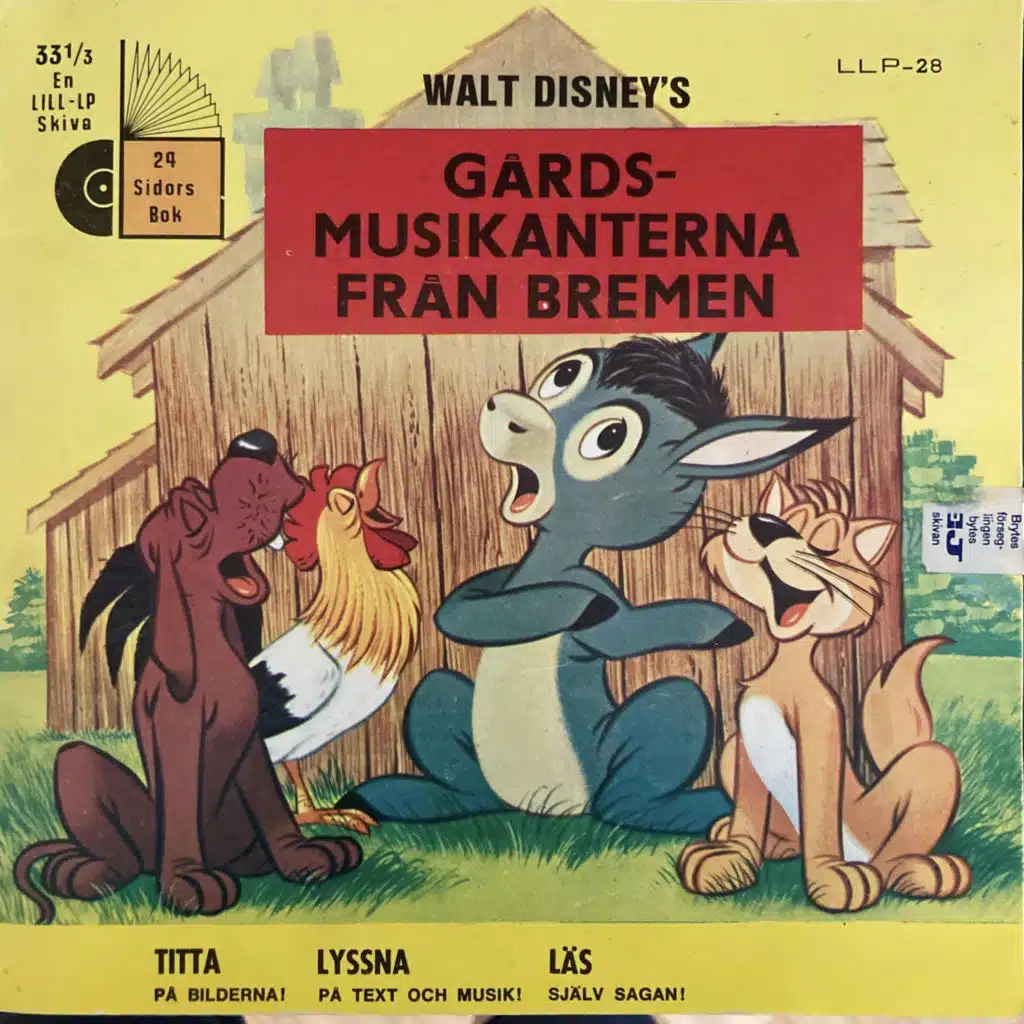 33 1/3
En
LILL-LP
Skiva
24
Sidors
Bok
LLP-28
WALT DISNEY'S
GÅRDS-
MUSIKANTERNA
FRÅN BREMEN
Brytes
förseg-
lingen
bytes
EJ
skivan
TITTA
PÅ BILDERNA!
LYSSNA
PÅ TEXT OCH MUSIK!
LÄS
SJÄLV SAGAN!